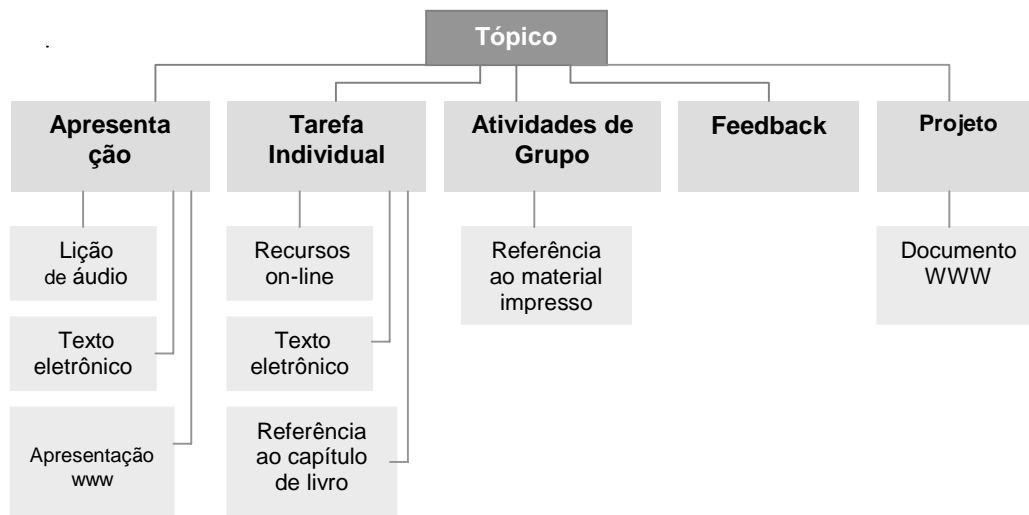 .
Tópico
Apresenta
ção
Tarefa
Individual
Atividades de
Grupo
Feedback
Projeto
Lição
de áudio
Recursos
on-line
Referência
ao material
impresso
Documento
WWW
Texto
eletrônico
Texto
eletrônico
Apresentação
www
Referência
ao capítulo
de livro